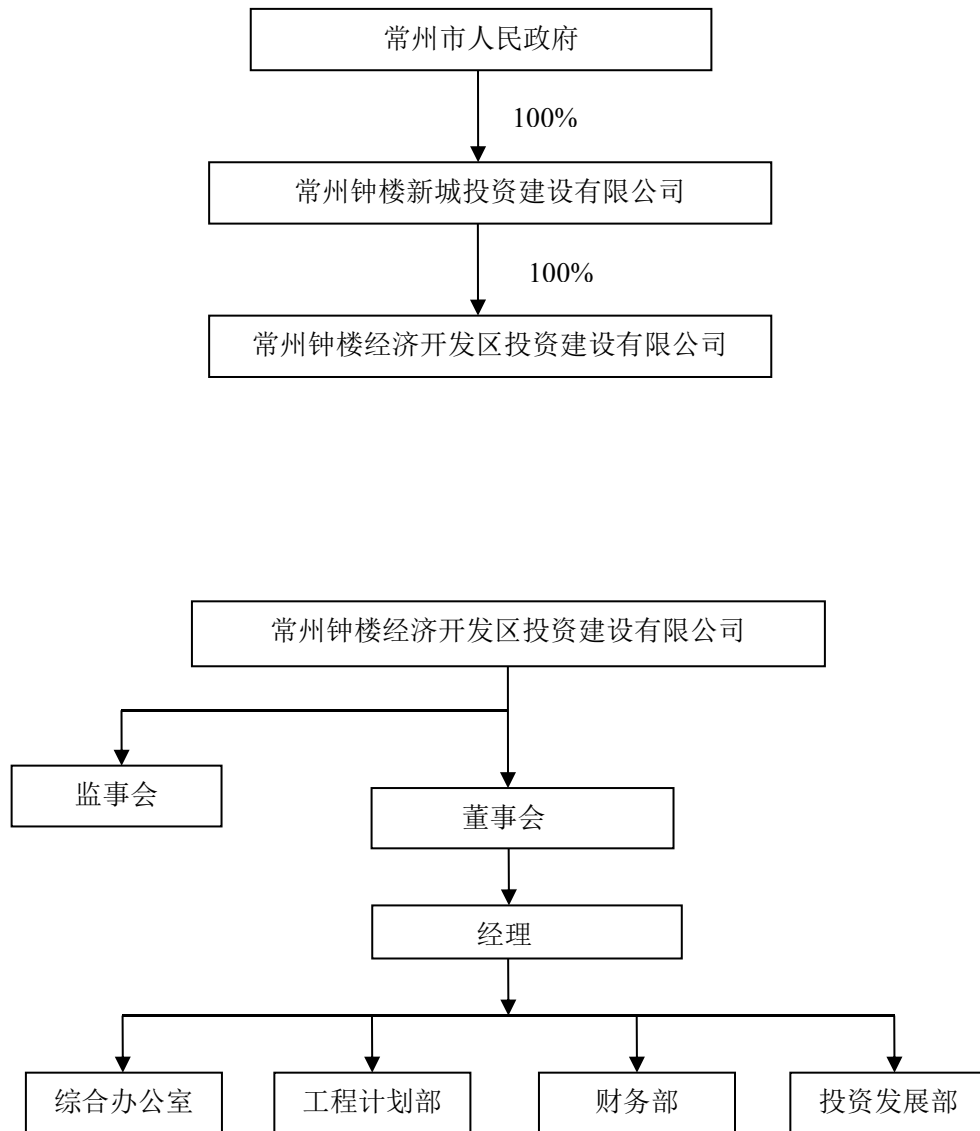 常州市人民政府
100%
常州钟楼新城投资建设有限公司
100%
常州钟楼经济开发区投资建设有限公司
常州钟楼经济开发区投资建设有限公司
监事会
董事会
经理
综合办公室
工程计划部
财务部
投资发展部